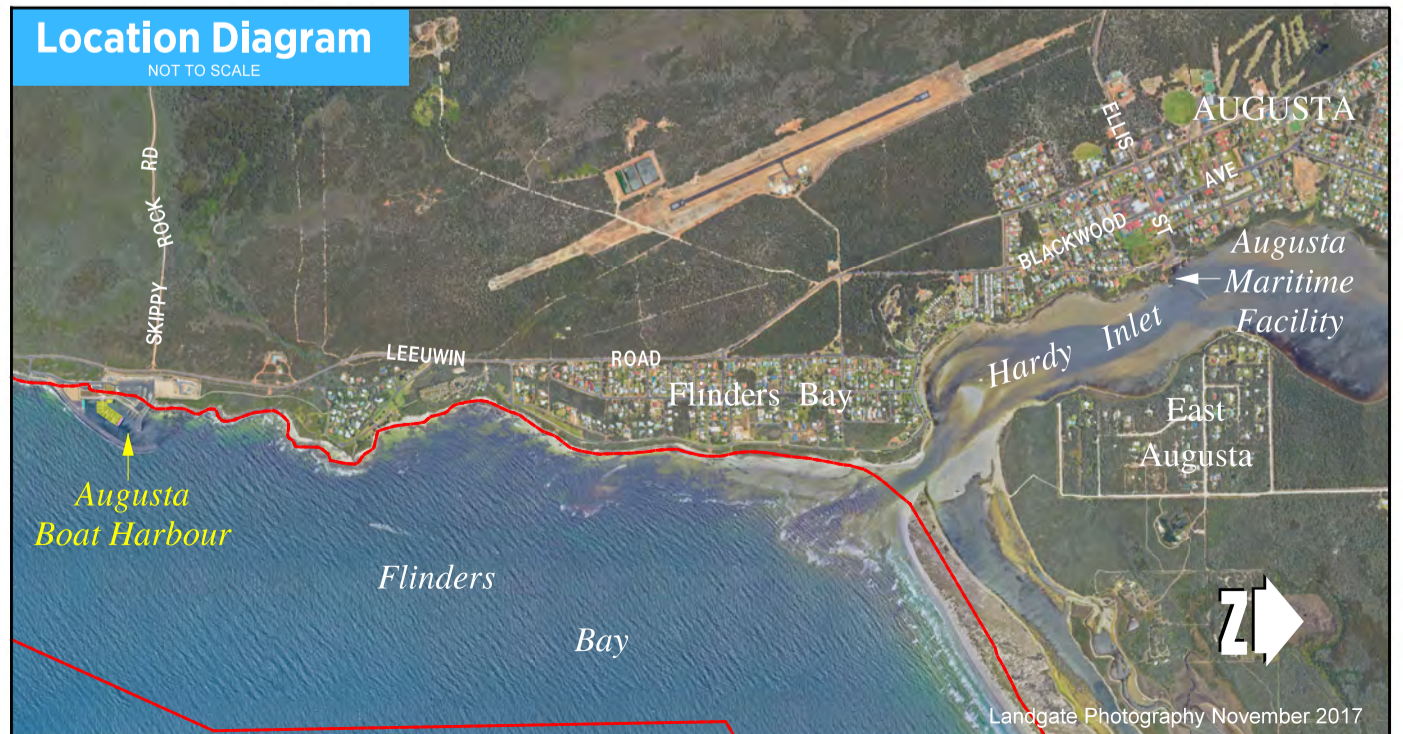 Location Diagram
NOT TO SCALE
SKIPPY ROCK RD
LEEUWIN ROAD
ELLIS ST
BLACKWOOD AVE
AUGUSTA
Augusta
Maritime
Facility
Hardy Inlet
Flinders Bay
East
Augusta
Augusta
Boat Harbour
Flinders
Bay
N
Landgate Photography November 2017